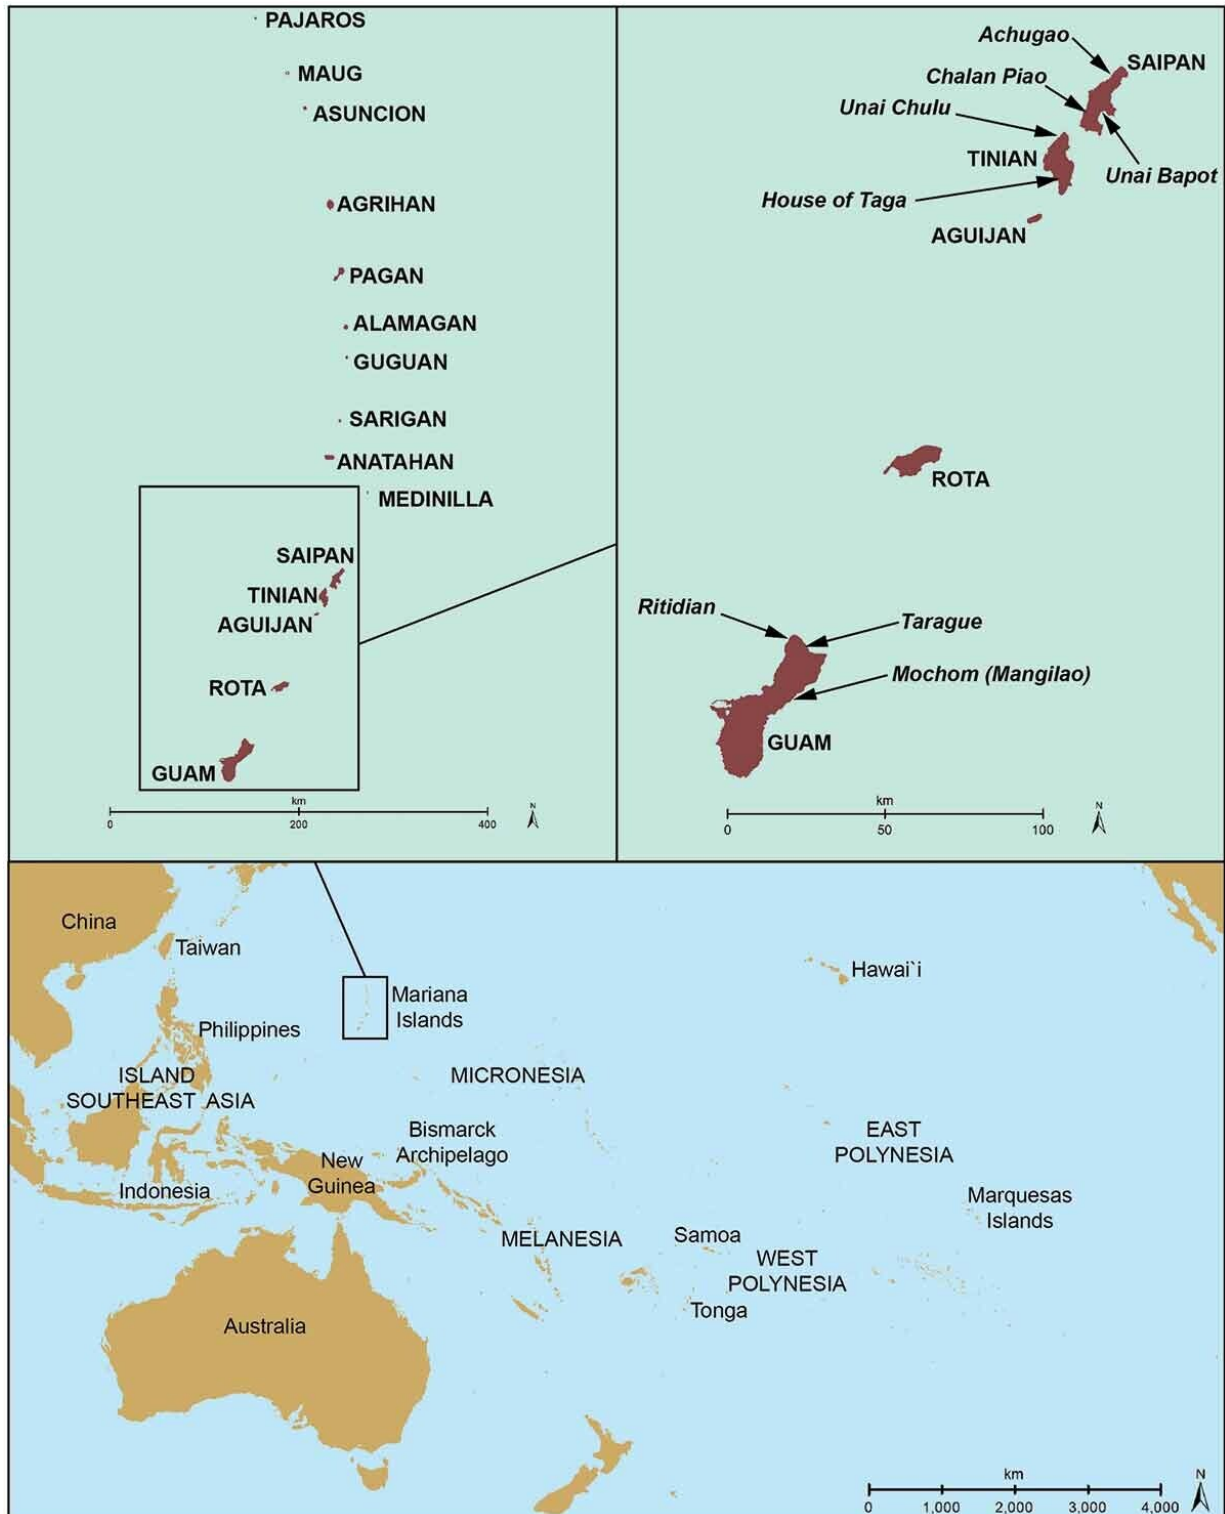 PAJAROS
MAUG
ASUNCION
AGRIHAN
PAGAN
ALAMAGAN
GUGUAN
SARIGAN
ANATAHAN
MEDINILLA
SAIPAN
TINIAN
AGUIJAN
ROTA
GUAM
km
0 200 400
N
Achugao
SAIPAN
Chalan Piao
Unai Chulu
TINIAN
Unai Bapot
House of Taga
AGUIJAN
ROTA
Ritidian
Tarague
Mochom (Mangilao)
GUAM
km
0 50 100
N
China
Taiwan
Hawai`i
Mariana
Islands
Philippines
ISLAND
SOUTHEAST ASIA
MICRONESIA
Bismarck
Archipelago
EAST
POLYNESIA
New
Guinea
Indonesia
Marquesas
Islands
MELANESIA
Samoa
WEST
POLYNESIA
Tonga
Australia
km
0 1,000 2,000 3,000 4,000
N